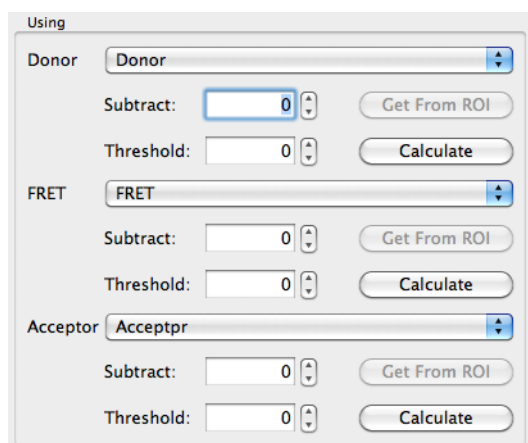 Using
Donor Donor
Subtract: 0 Get From ROI
Threshold: 0 Calculate
FRET FRET
Subtract: 0 Get From ROI
Threshold: 0 Calculate
Acceptor Acceptpr
Subtract: 0 Get From ROI
Threshold: 0 Calculate